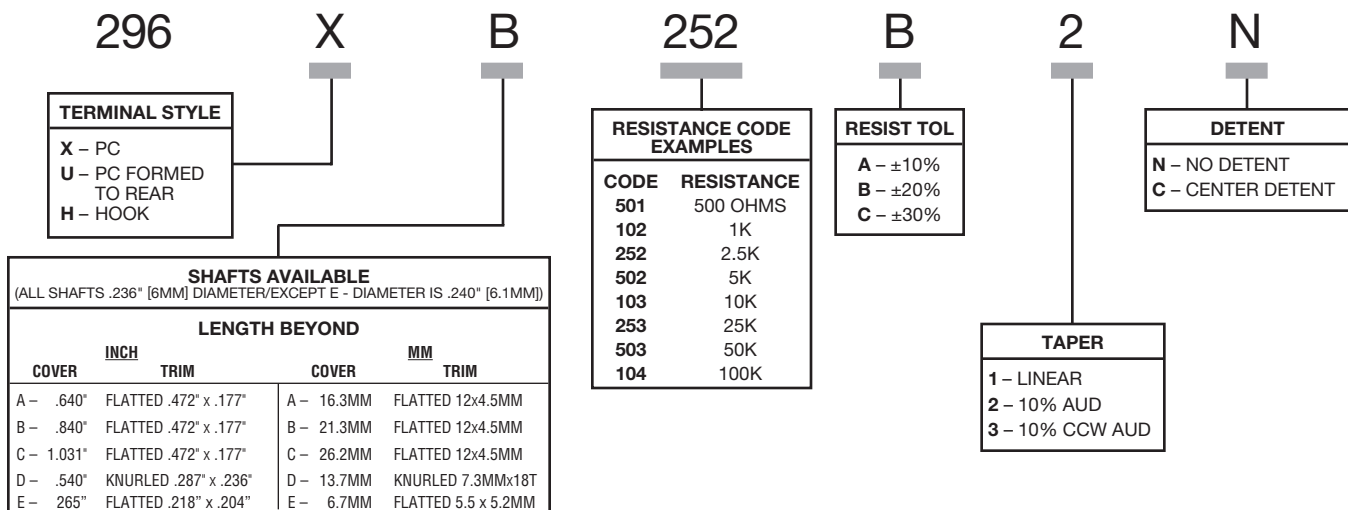 296 X B 252 B 2 N
TERMINAL STYLE
X – PC
U – PC FORMED
TO REAR
H – HOOK
SHAFTS AVAILABLE
(ALL SHAFTS .236" [6MM] DIAMETER/EXCEPT E - DIAMETER IS .240" [6.1MM])
LENGTH BEYOND
INCH MM
COVER TRIM COVER TRIM
A – .640" FLATTED .472" x .177" A – 16.3MM FLATTED 12x4.5MM
B – .840" FLATTED .472" x .177" B – 21.3MM FLATTED 12x4.5MM
C – 1.031" FLATTED .472" x .177" C – 26.2MM FLATTED 12x4.5MM
D – .540" KNURLED .287" x .236" D – 13.7MM KNURLED 7.3MMx18T
E – 265” FLATTED .218” x .204” E – 6.7MM FLATTED 5.5 x 5.2MM
RESISTANCE CODE
EXAMPLES
CODE RESISTANCE
501 500 OHMS
102 1K
252 2.5K
502 5K
103 10K
253 25K
503 50K
104 100K
RESIST TOL
A – ±10%
B – ±20%
C – ±30%
TAPER
1 – LINEAR
2 – 10% AUD
3 – 10% CCW AUD
DETENT
N – NO DETENT
C – CENTER DETENT